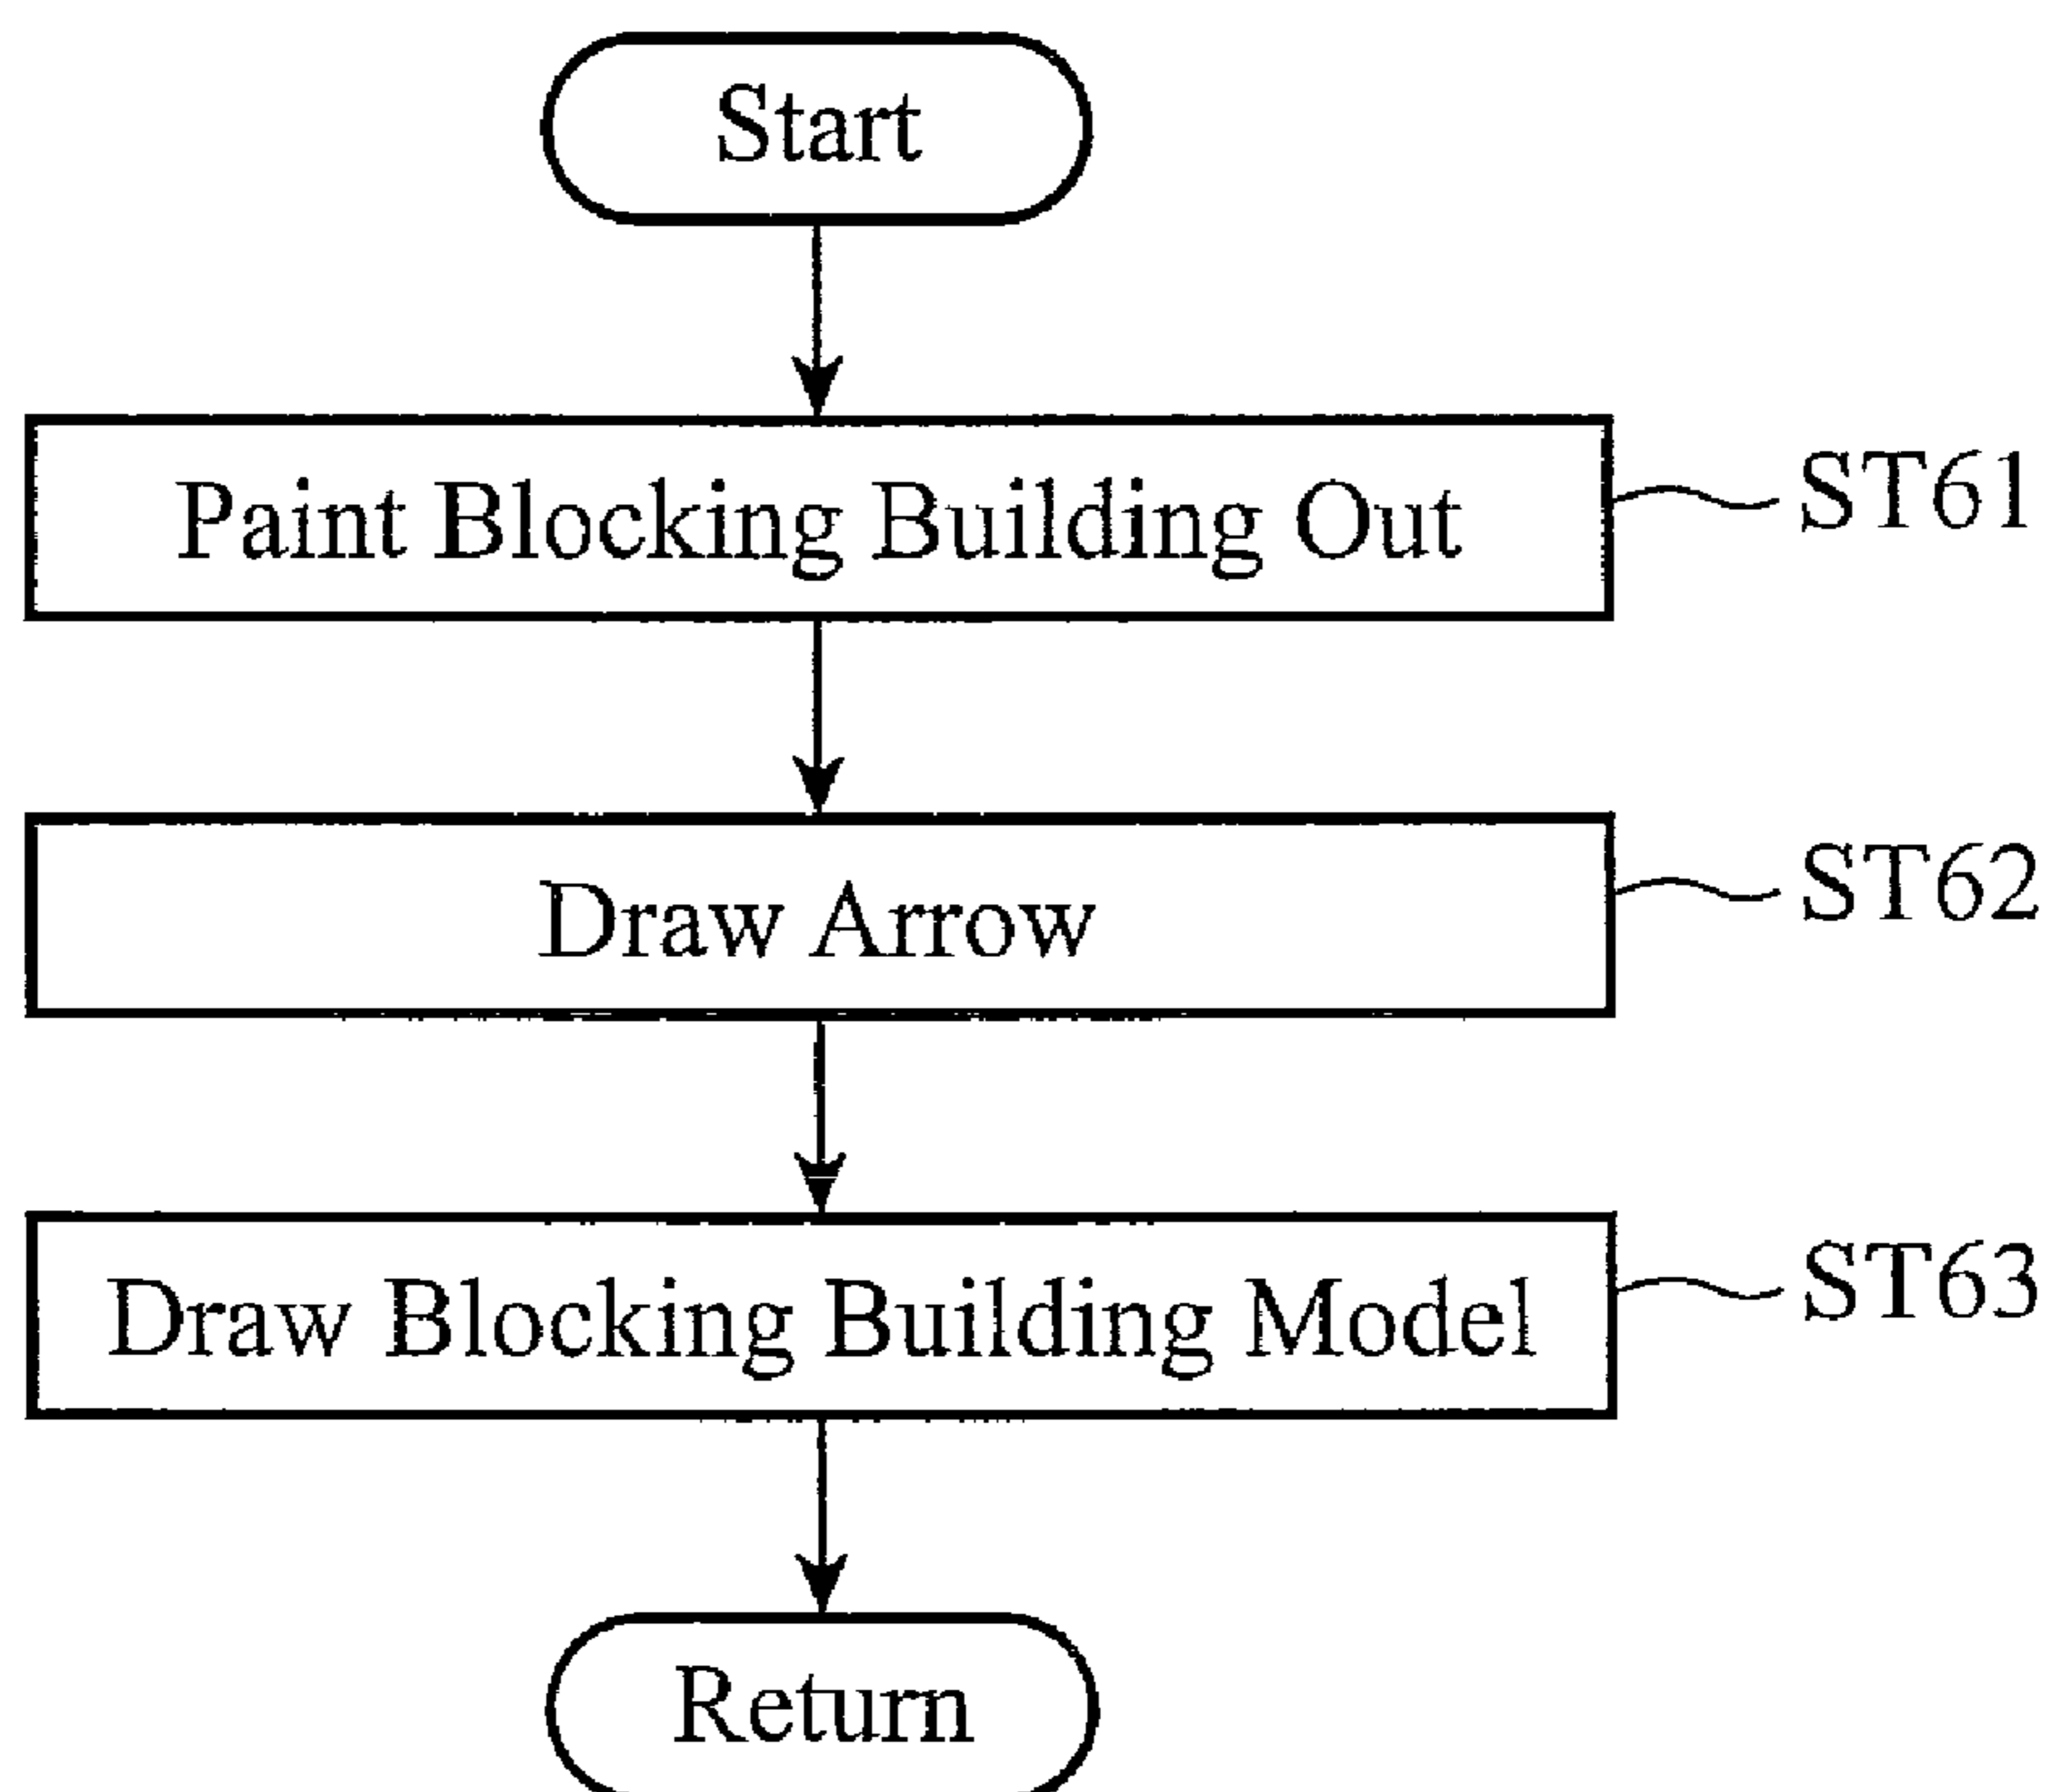 Start
Paint Blocking Building Out
ST61
Draw Arrow
ST62
Draw Blocking Building Model
ST63
Return